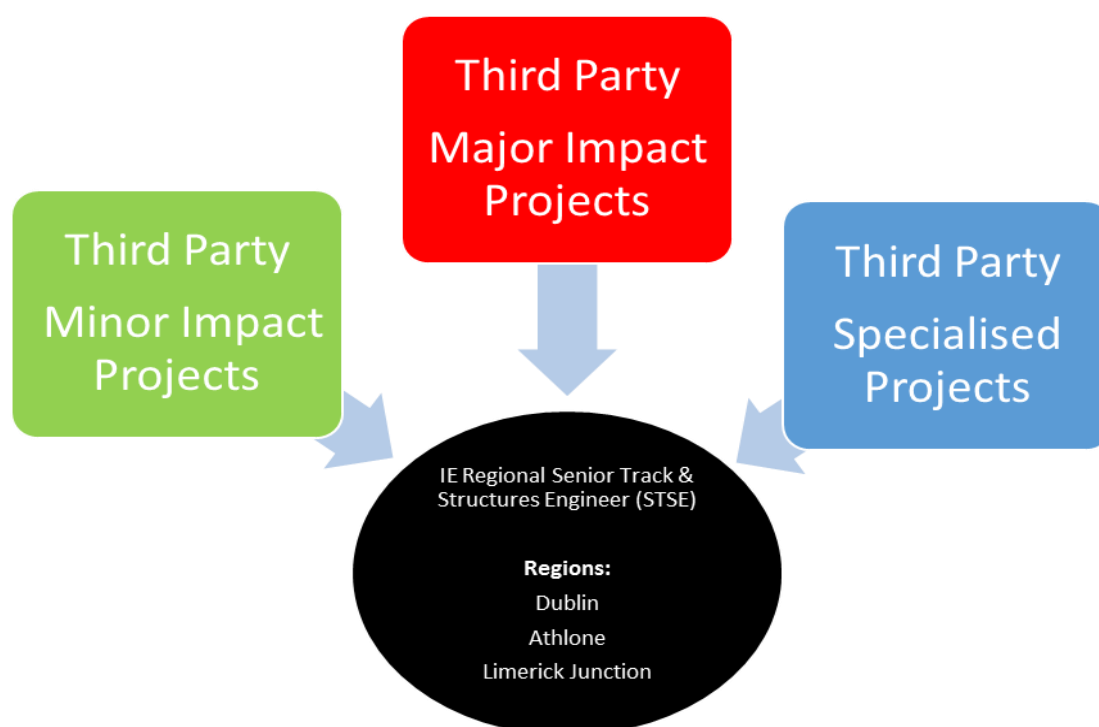 Third Party
Major Impact
Projects
Third Party
Minor Impact
Projects
Third Party
Specialised
Projects
IE Regional Senior Track &
Structures Engineer (STSE)
Regions:
Dublin
Athlone
Limerick Junction